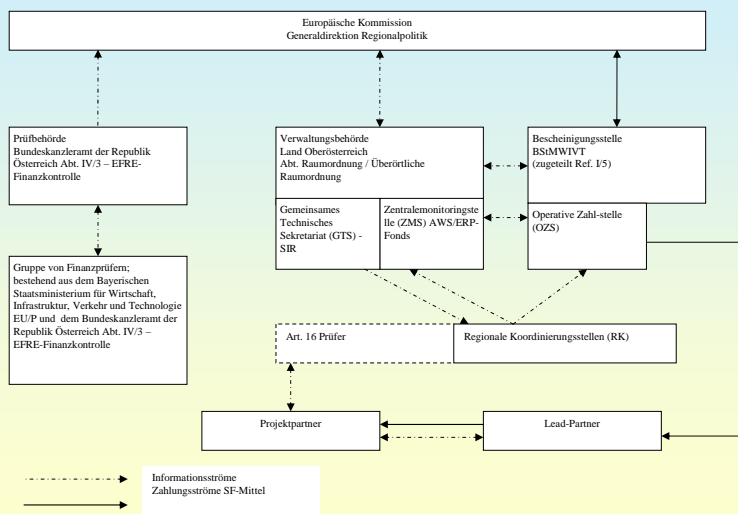 Europäische Kommission
Generaldirektion Regionalpolitik
Prüfbehörde
Bundeskanzleramt der Republik
Österreich Abt. IV/3 – EFRE-
Finanzkontrolle
Verwaltungsbehörde
Land Oberösterreich
Abt. Raumordnung / Überörtliche
Raumordnung
Bescheinigungsstelle
BStMWIVT
(zugeteilt Ref. I/5)
Gemeinsames
Technisches
Sekretariat (GTS) -
SIR
Zentralemonitoringste
lle (ZMS) AWS/ERP-
Fonds
Operative Zahl-stelle
(OZS)
Gruppe von Finanzprüfern;
bestehend aus dem Bayerischen
Staatsministerium für Wirtschaft,
Infrastruktur, Verkehr und Technologie
EU/P und dem Bundeskanzleramt der
Republik Österreich Abt. IV/3 –
EFRE-Finanzkontrolle
Art. 16 Prüfer
Regionale Koordinierungsstellen (RK)
Projektpartner
Lead-Partner
Informationsströme
Zahlungsströme SF-Mittel